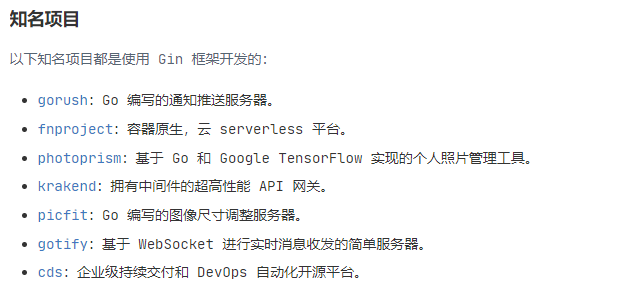 知名项目
以下知名项目都是使用 Gin 框架开发的：
gorush：Go 编写的通知推送服务器。
fnproject：容器原生，云 serverless 平台。
photoprism：基于 Go 和 Google TensorFlow 实现的个人照片管理工具。
krakend：拥有中间件的超高性能 API 网关。
picfit：Go 编写的图像尺寸调整服务器。
gotify：基于 WebSocket 进行实时消息收发的简单服务器。
cds：企业级持续交付和 DevOps 自动化开源平台。